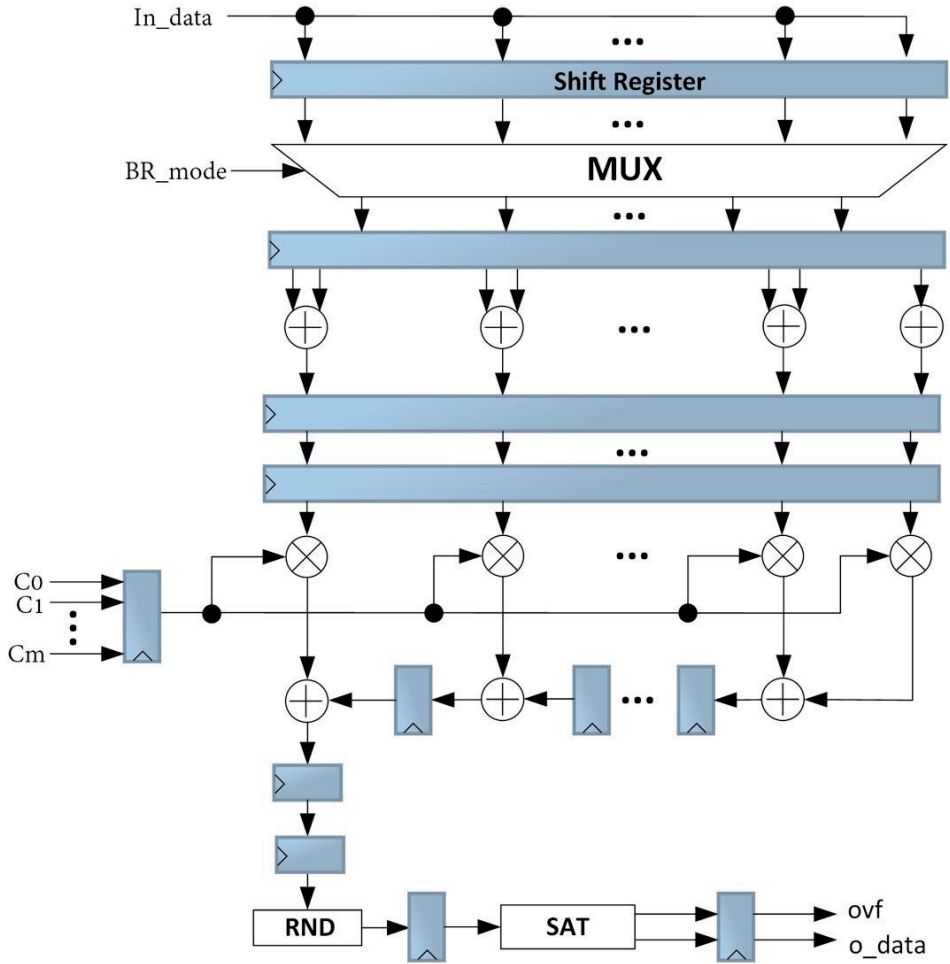 In_data
Shift Register
BR_mode
MUX
C0
C1
Cm
RND
SAT
ovf
o_data